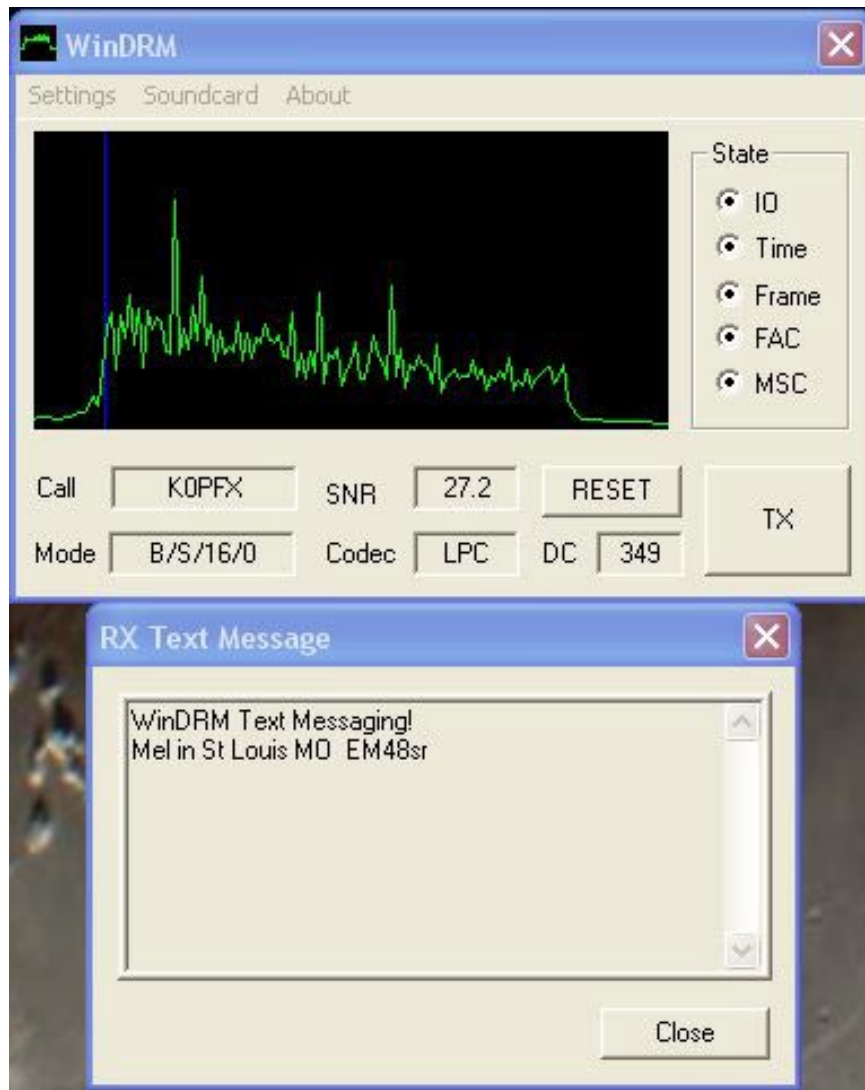 WinDRM
Settings Soundcard About
State
IO
Time
Frame
FAC
MSC
Call K0PFX SNR 27.2 RESET
TX
Mode B/S/16/0 Codec LPC DC 349
RX Text Message
WinDRM Text Messaging!
Mel in St Louis MO EM48sr
Close